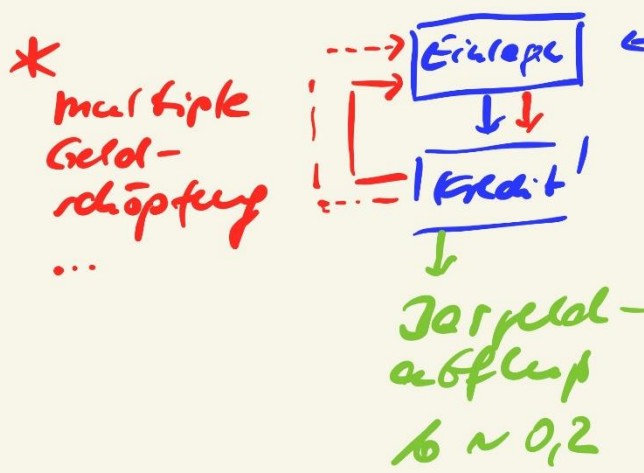 *
multiple
Geld-
schöpfung
...
Einlage
Kredit
Bargeld-
abfluß
b ~ 0,2